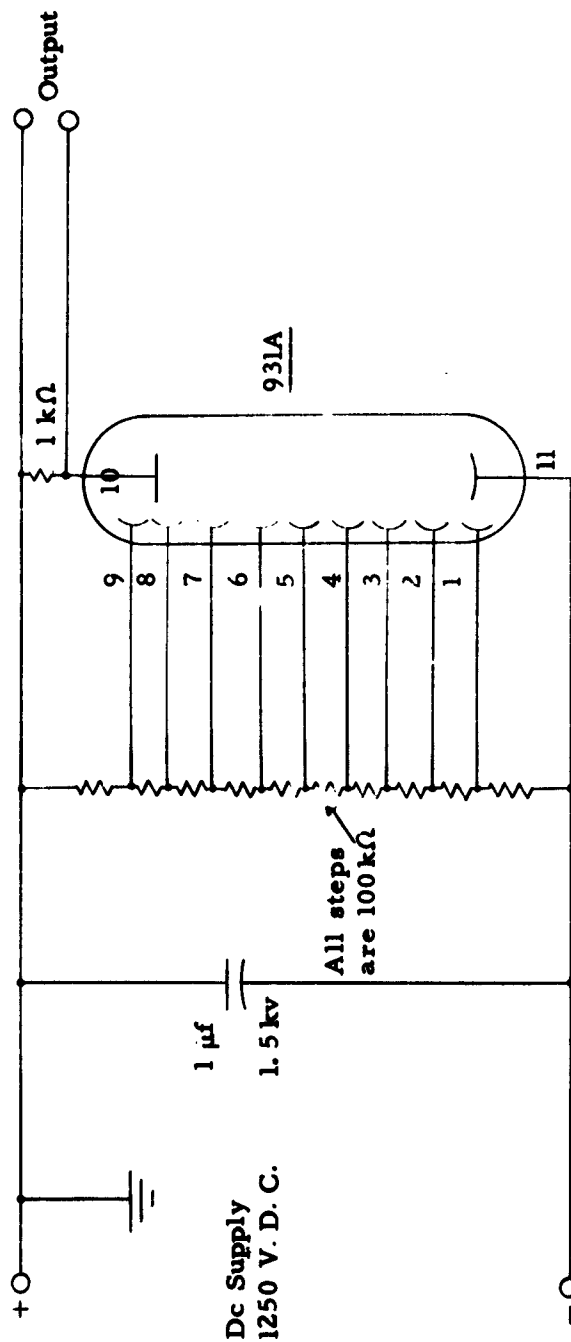 +
Dc Supply
1250 V. D. C.
−
1 µf
1. 5 kv
All steps
are 100 kΩ
9
8
7
6
5
4
3
2
1
1 kΩ
10
11
931A
Output